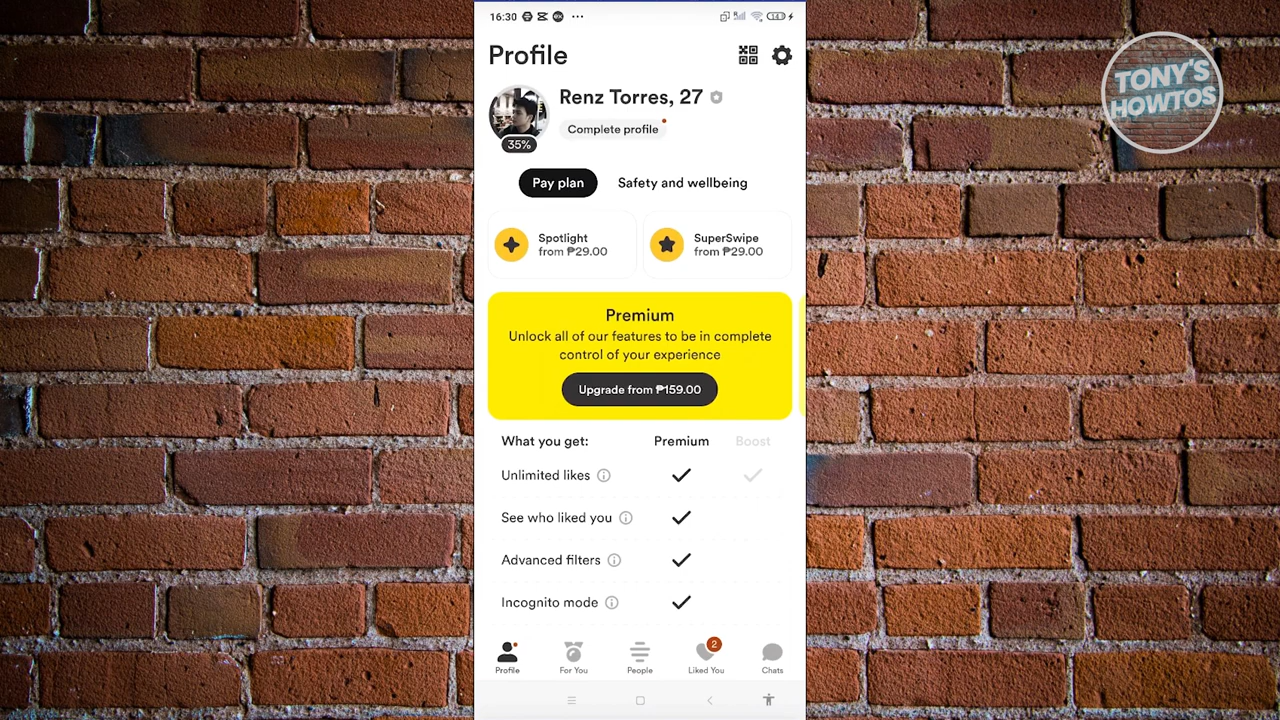 16:30
Profile
TONY'S
HOWTOS
Renz Torres, 27
Complete profile
35%
Pay plan
Safety and wellbeing
Spotlight
from ₱29.00
SuperSwipe
from ₱29.00
Premium
Unlock all of our features to be in complete
control of your experience
Upgrade from ₱159.00
What you get: Premium Boost
Unlimited likes
See who liked you
Advanced filters
Incognito mode
2
Profile For You People Liked You Chats